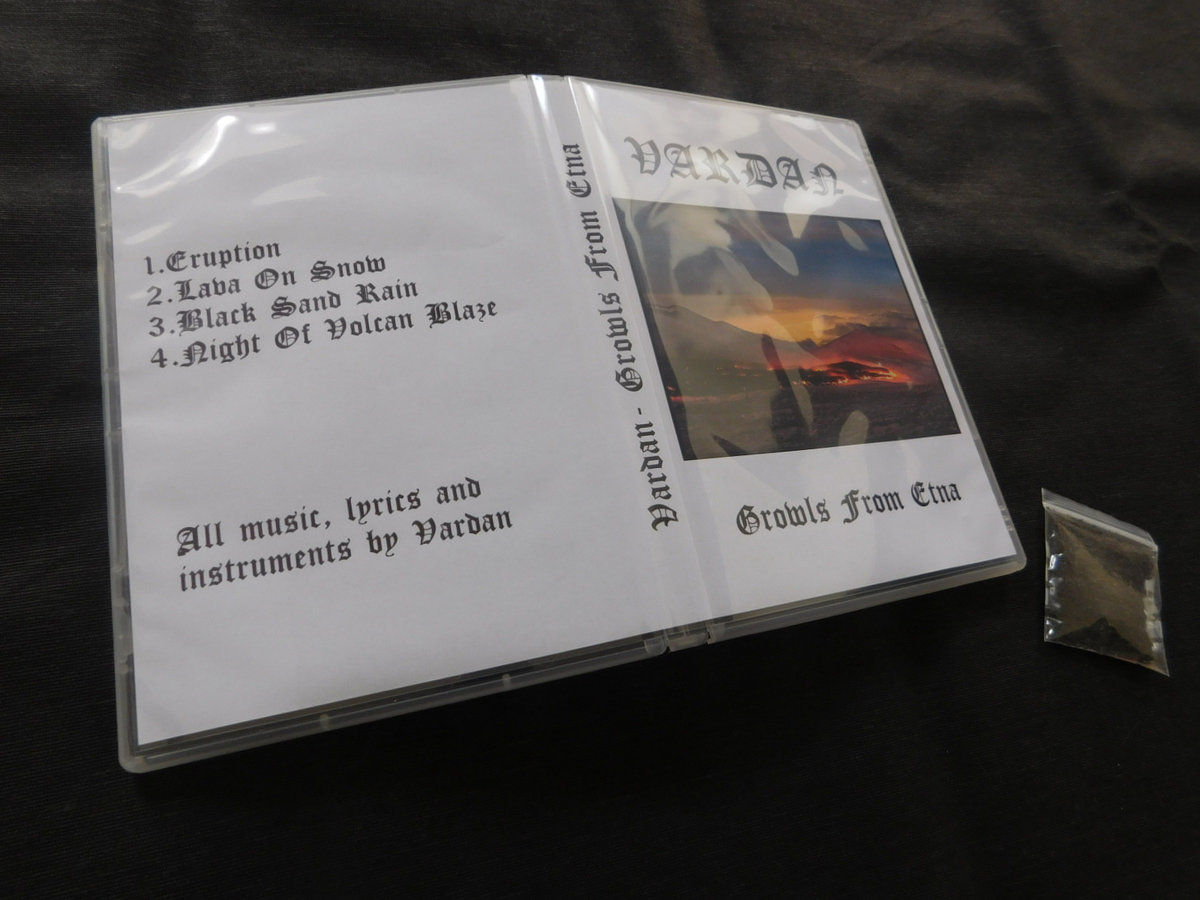 1.Eruption
2.Lava On Snow
3.Black Sand Rain
4.Night Of Volcan Blaze
All music, lyrics and
instruments by Vardan
Vardan- Growls From Etna
VARDAN
Growls From Etna